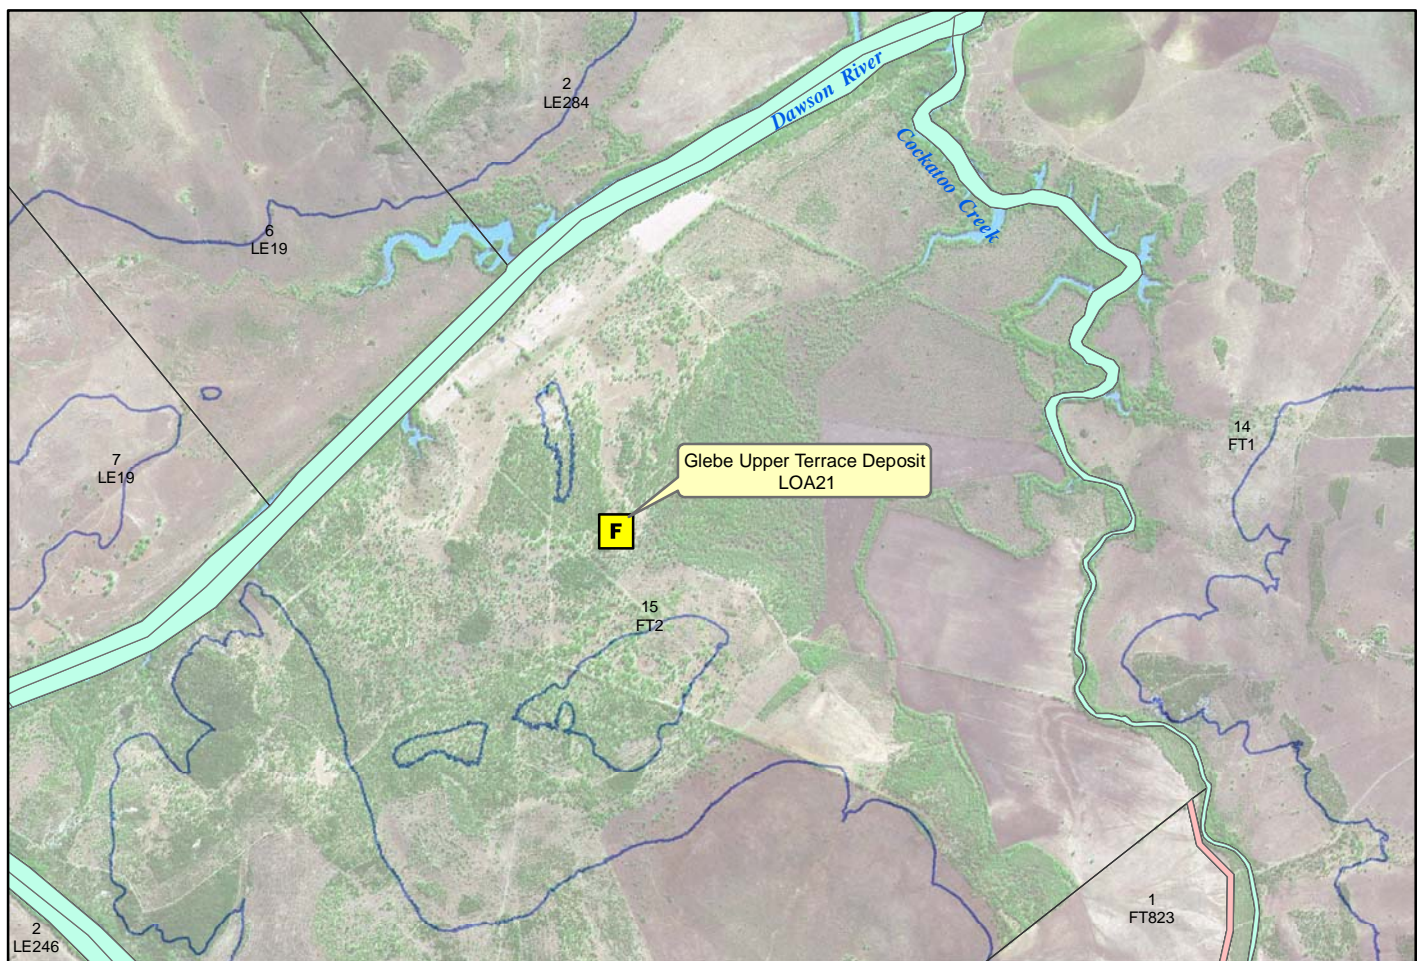 2
LE284
Dawson River
Cockatoo Creek
6
LE19
14
FT1
7
LE19
Glebe Upper Terrace Deposit
LOA21
F
15
FT2
1
FT823
2
LE246